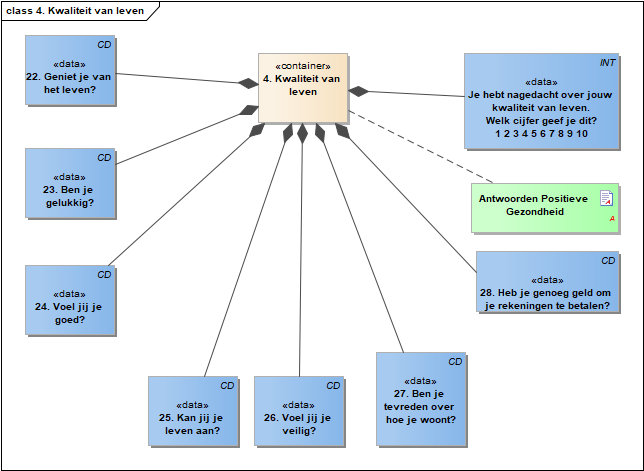 class 4. Kwaliteit van leven
CD
«data»
22. Geniet je van
het leven?
«container»
4. Kwaliteit van
leven
INT
«data»
Je hebt nagedacht over jouw
kwaliteit van leven.
Welk cijfer geef je dit?
1 2 3 4 5 6 7 8 9 10
CD
«data»
23. Ben je
gelukkig?
Antwoorden Positieve
Gezondheid
A
CD
«data»
24. Voel jij je
goed?
CD
«data»
28. Heb je genoeg geld om
je rekeningen te betalen?
CD
«data»
25. Kan jij je
leven aan?
CD
«data»
26. Voel jij je
veilig?
CD
«data»
27. Ben je
tevreden over
hoe je woont?